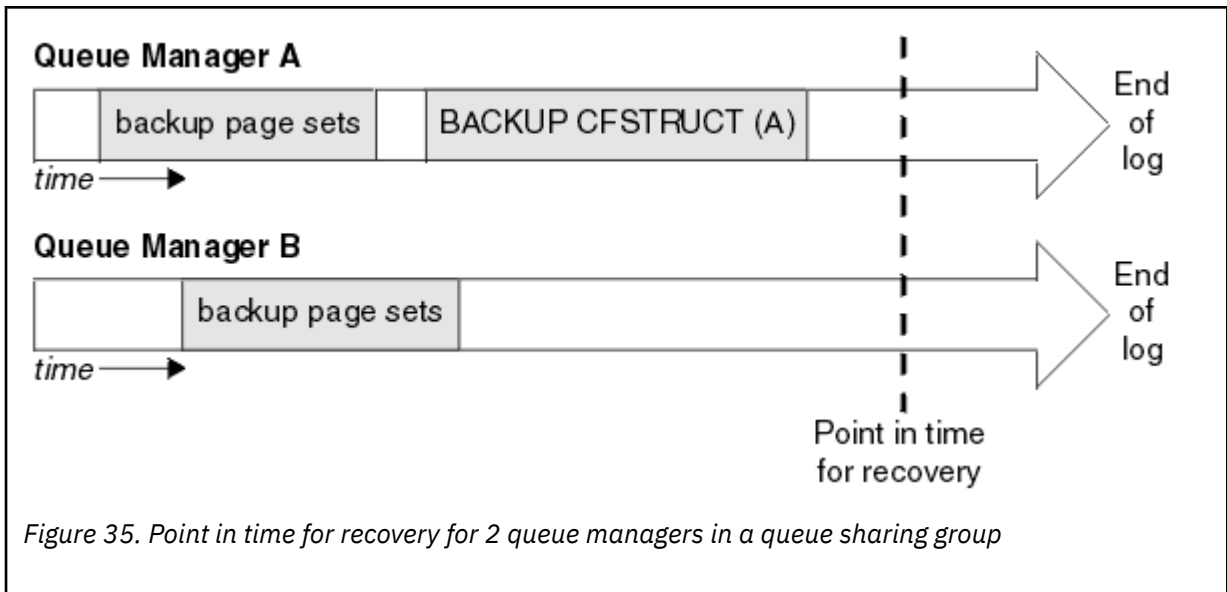 Queue Manager A
backup page sets
BACKUP CFSTRUCT (A)
End
of
log
time
Queue Manager B
backup page sets
End
of
log
time
Point in time
for recovery
Figure 35. Point in time for recovery for 2 queue managers in a queue sharing group